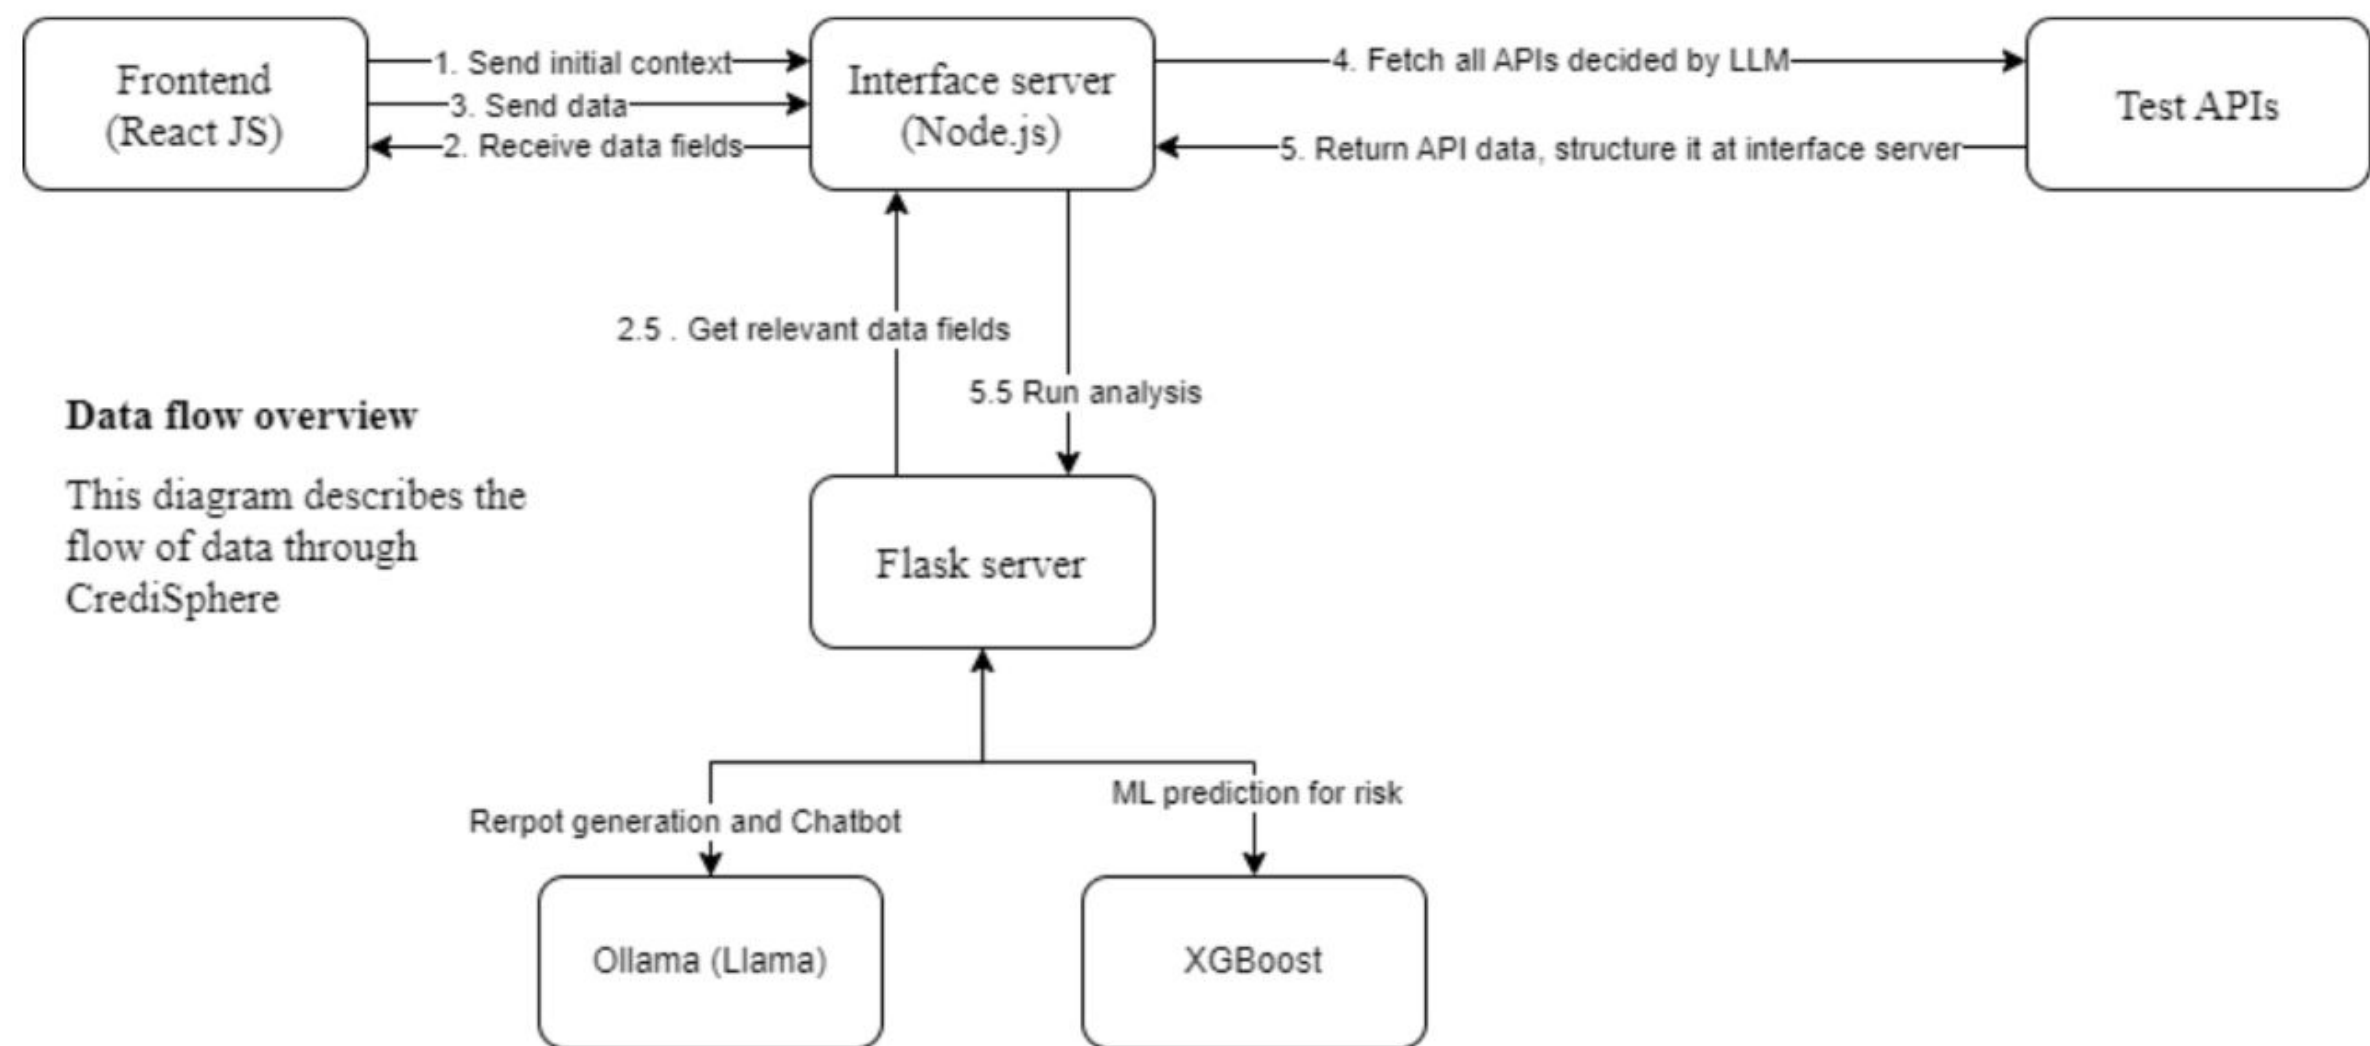 Frontend
(React JS)
1. Send initial context
3. Send data
2. Receive data fields
Interface server
(Node.js)
4. Fetch all APIs decided by LLM
5. Return API data, structure it at interface server
Test APIs
2.5 . Get relevant data fields
5.5 Run analysis
Data flow overview
This diagram describes the
flow of data through
CrediSphere
Flask server
Rerpot generation and Chatbot
ML prediction for risk
Ollama (Llama)
XGBoost